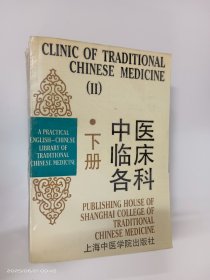 CLINIC OF TRADITIONAL
CHINESE MEDICINE
(II)
A PRACTICAL
ENGLISH-CHINESE
LIBRARY OF
TRADITIONAL
CHINESE MEDICINE
中医
临床
各科
·下册
PUBLISHING HOUSE OF
SHANGHAI COLLEGE OF
TRADITIONAL
CHINESE MEDICINE
上海中医学院出版社